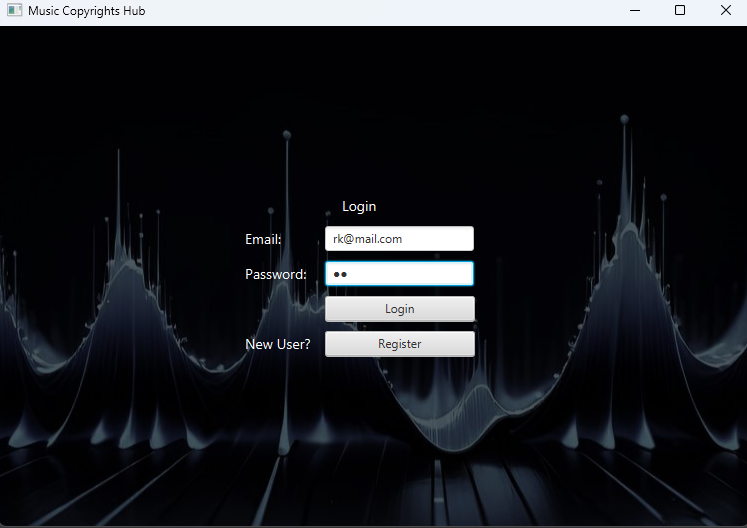 Music Copyrights Hub
Login
Email: rk@mail.com
Password: ●●
Login
New User? Register